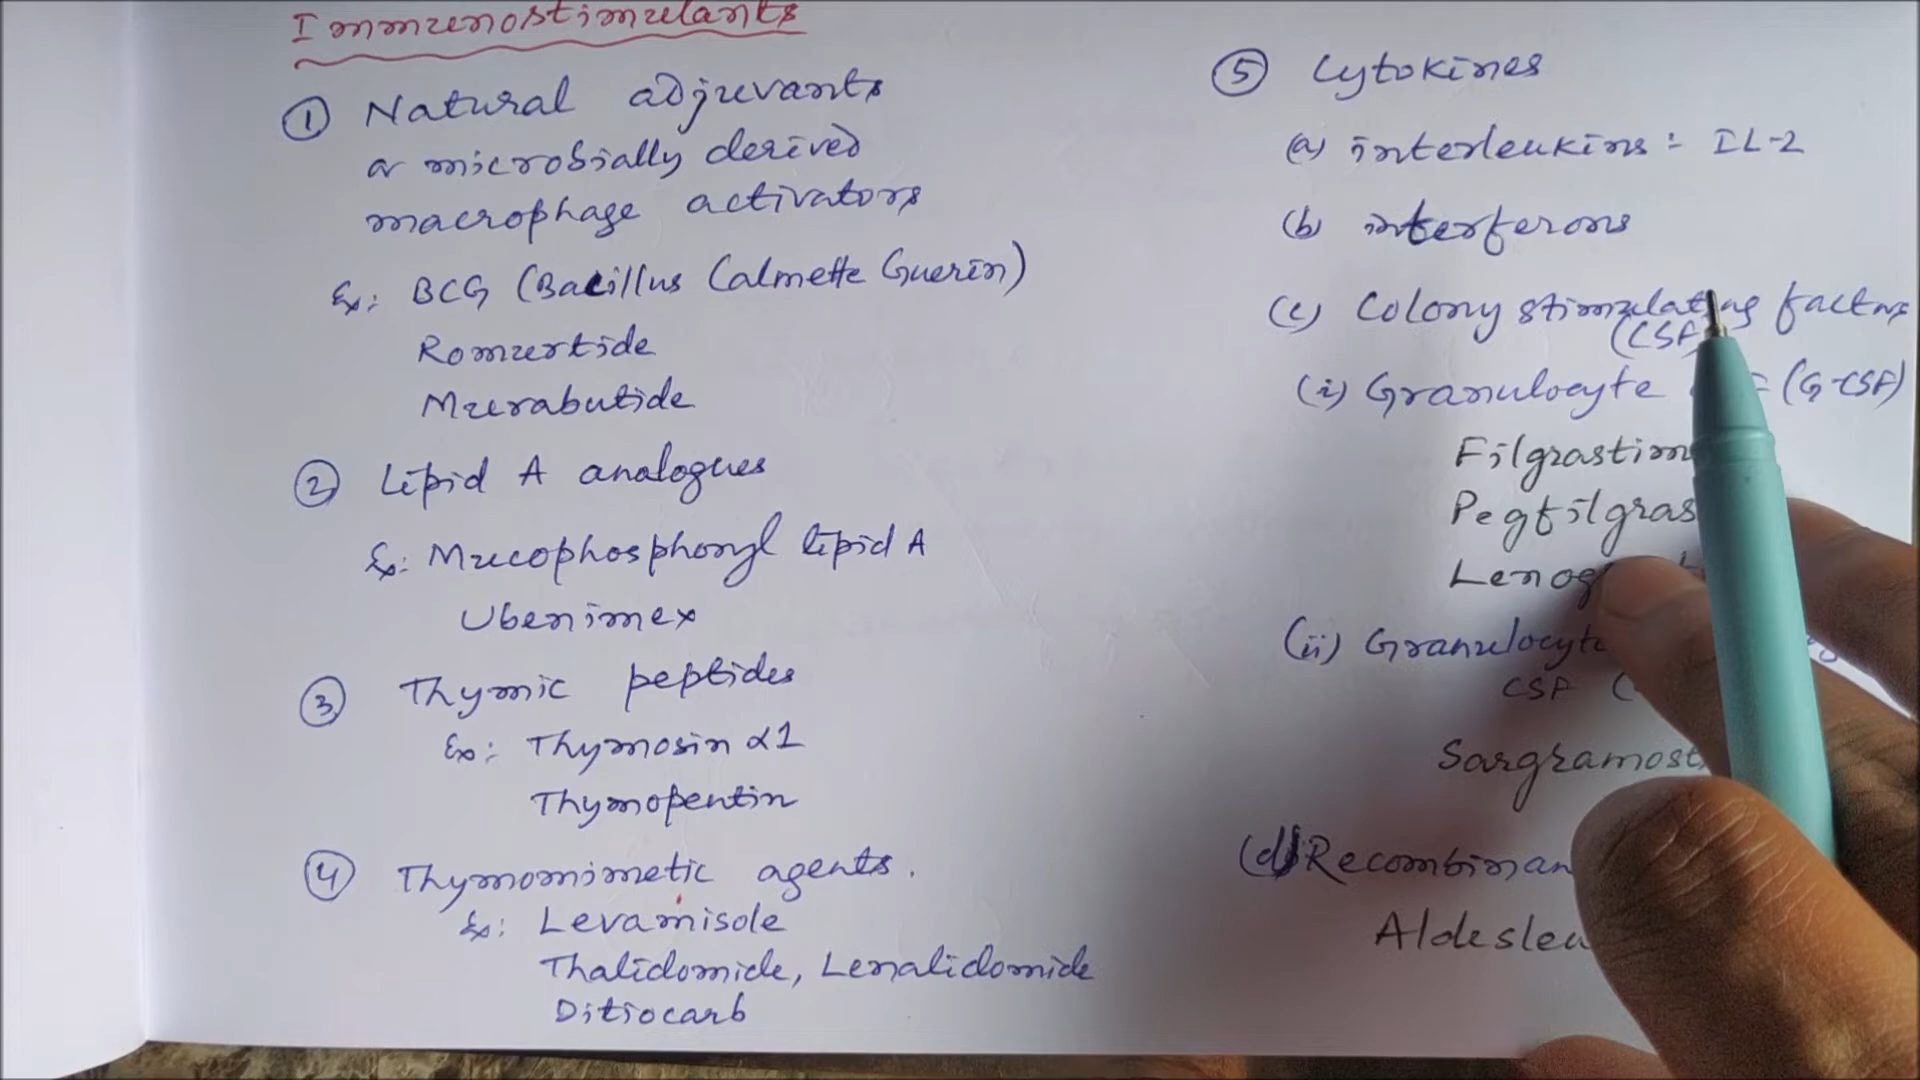 Immunostimulants
① Natural adjuvants
or microbially derived
macrophage activators
Ex: BCG (Bacillus Calmette Guerin)
Romurtide
Murabutide
② Lipid A analogues
Ex: Mucophosphoryl lipid A
Ubenimex
③ Thymic peptides
Ex: Thymosin α1
Thymopentin
④ Thymomimetic agents.
Ex: Levamisole
Thalidomide, Lenalidomide
Ditiocarb
⑤ Cytokines
(a) interleukins: IL-2
(b) interferons
(c) Colony stimulating factors
(CSF
(i) Granulocyte (G-CSF)
Filgrastim
Pegfilgras
Lenog
(ii) Granulocyte
CSF (
Sargramost
(d) Recombinan
Aldesleu